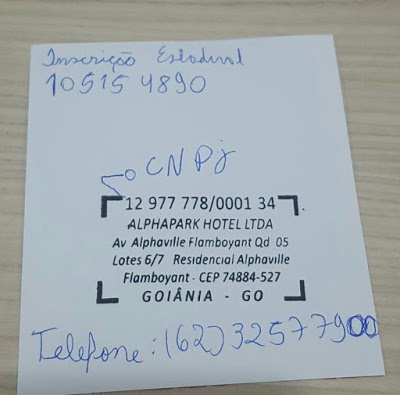 Inscrição Estadual
10515 4890
CNPj
12 977 778/0001 34
ALPHAPARK HOTEL LTDA
Av Alphaville Flamboyant Qd 05
Lotes 6/7 Residencial Alphaville
Flamboyant - CEP 74884-527
GOIÂNIA - GO
Telefone: (62) 32577900